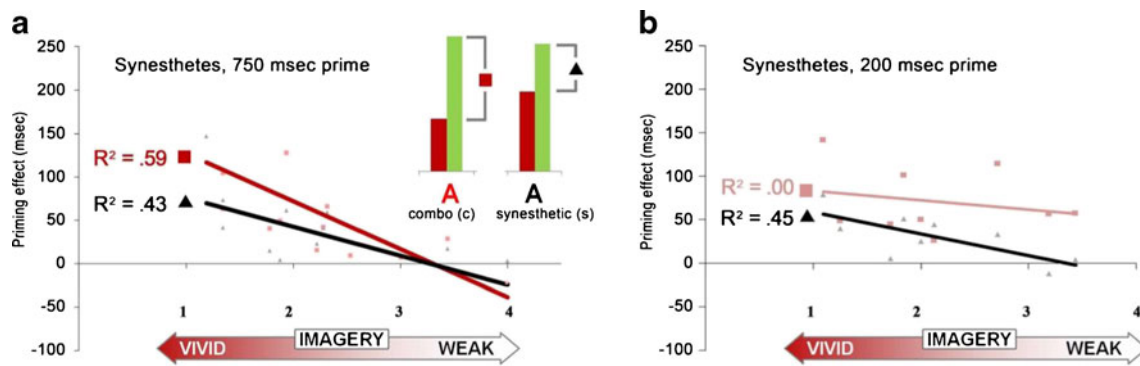 a
Synesthetes, 750 msec prime
Priming effect (msec)
250
200
150
100
50
0
-50
-100
R² = .59
R² = .43
A
combo (c)
A
synesthetic (s)
1
2
3
4
VIVID
IMAGERY
WEAK
b
Synesthetes, 200 msec prime
Priming effect (msec)
250
200
150
100
50
0
-50
-100
R² = .00
R² = .45
1
2
3
4
VIVID
IMAGERY
WEAK